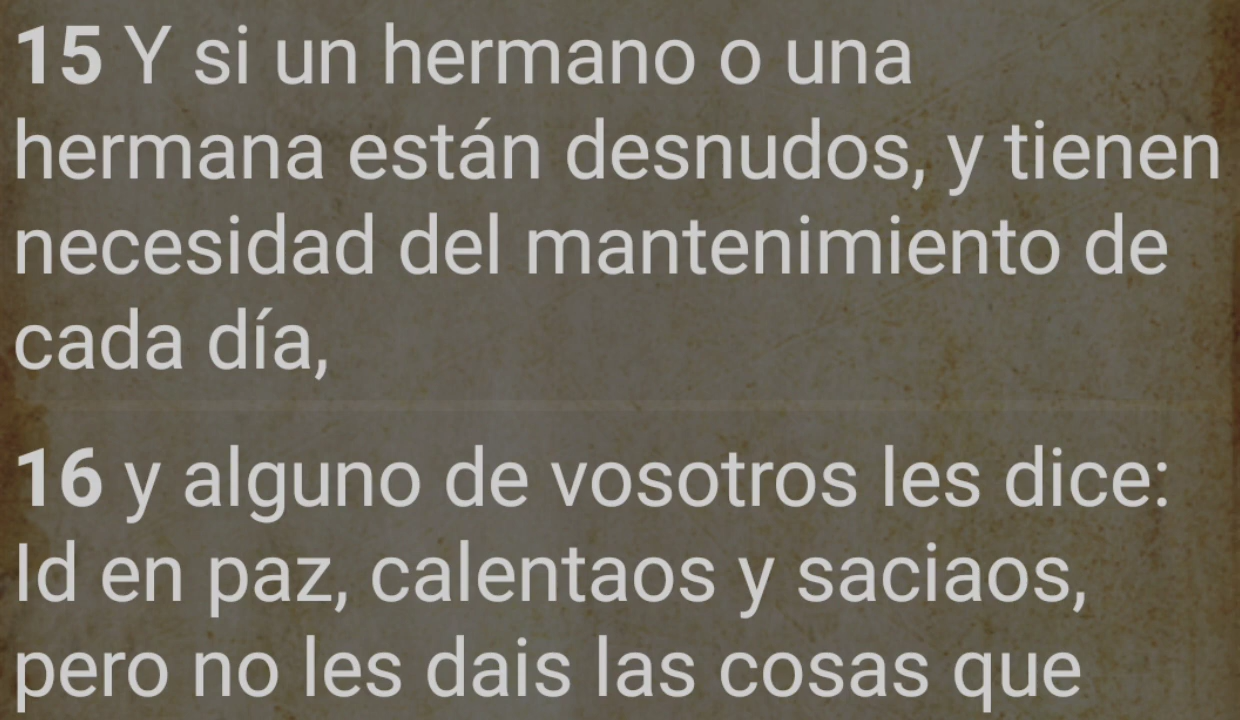 15 Y si un hermano o una
hermana están desnudos, y tienen
necesidad del mantenimiento de
cada día,
16 y alguno de vosotros les dice:
Id en paz, calentaos y saciaos,
pero no les dais las cosas que